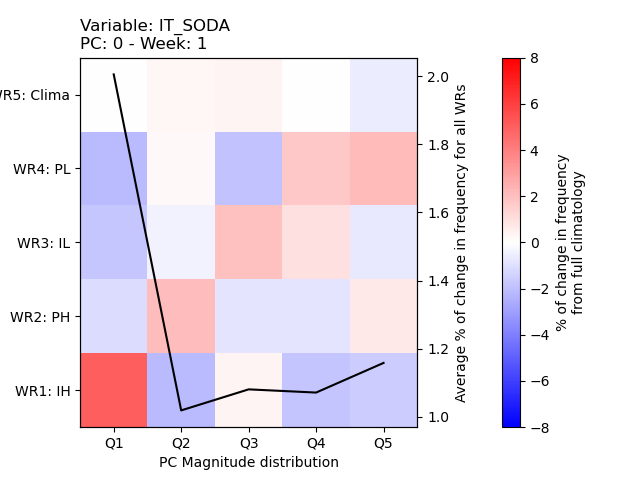 Variable: IT_SODA
PC: 0 - Week: 1
R5: Clima
WR4: PL
WR3: IL
WR2: PH
WR1: IH
Q1 Q2 Q3 Q4 Q5
PC Magnitude distribution
2.0
1.8
1.6
1.4
1.2
1.0
Average % of change in frequency for all WRs
8
6
4
2
0
−2
−4
−6
−8
% of change in frequency
from full climatology